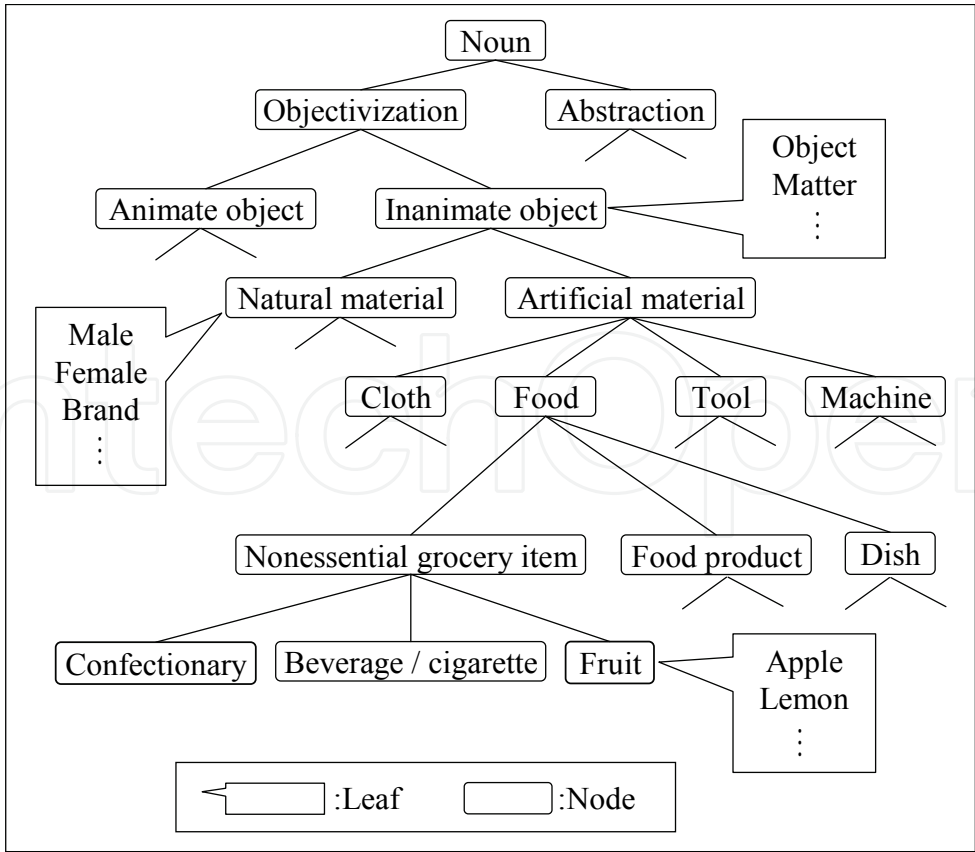 Noun
Objectivization
Abstraction
Object
Matter
⋮
Animate object
Inanimate object
Natural material
Artificial material
Male
Female
Brand
⋮
Cloth
Food
Tool
Machine
Nonessential grocery item
Food product
Dish
Confectionary
Beverage / cigarette
Fruit
Apple
Lemon
⋮
:Leaf
:Node
ntechOpen